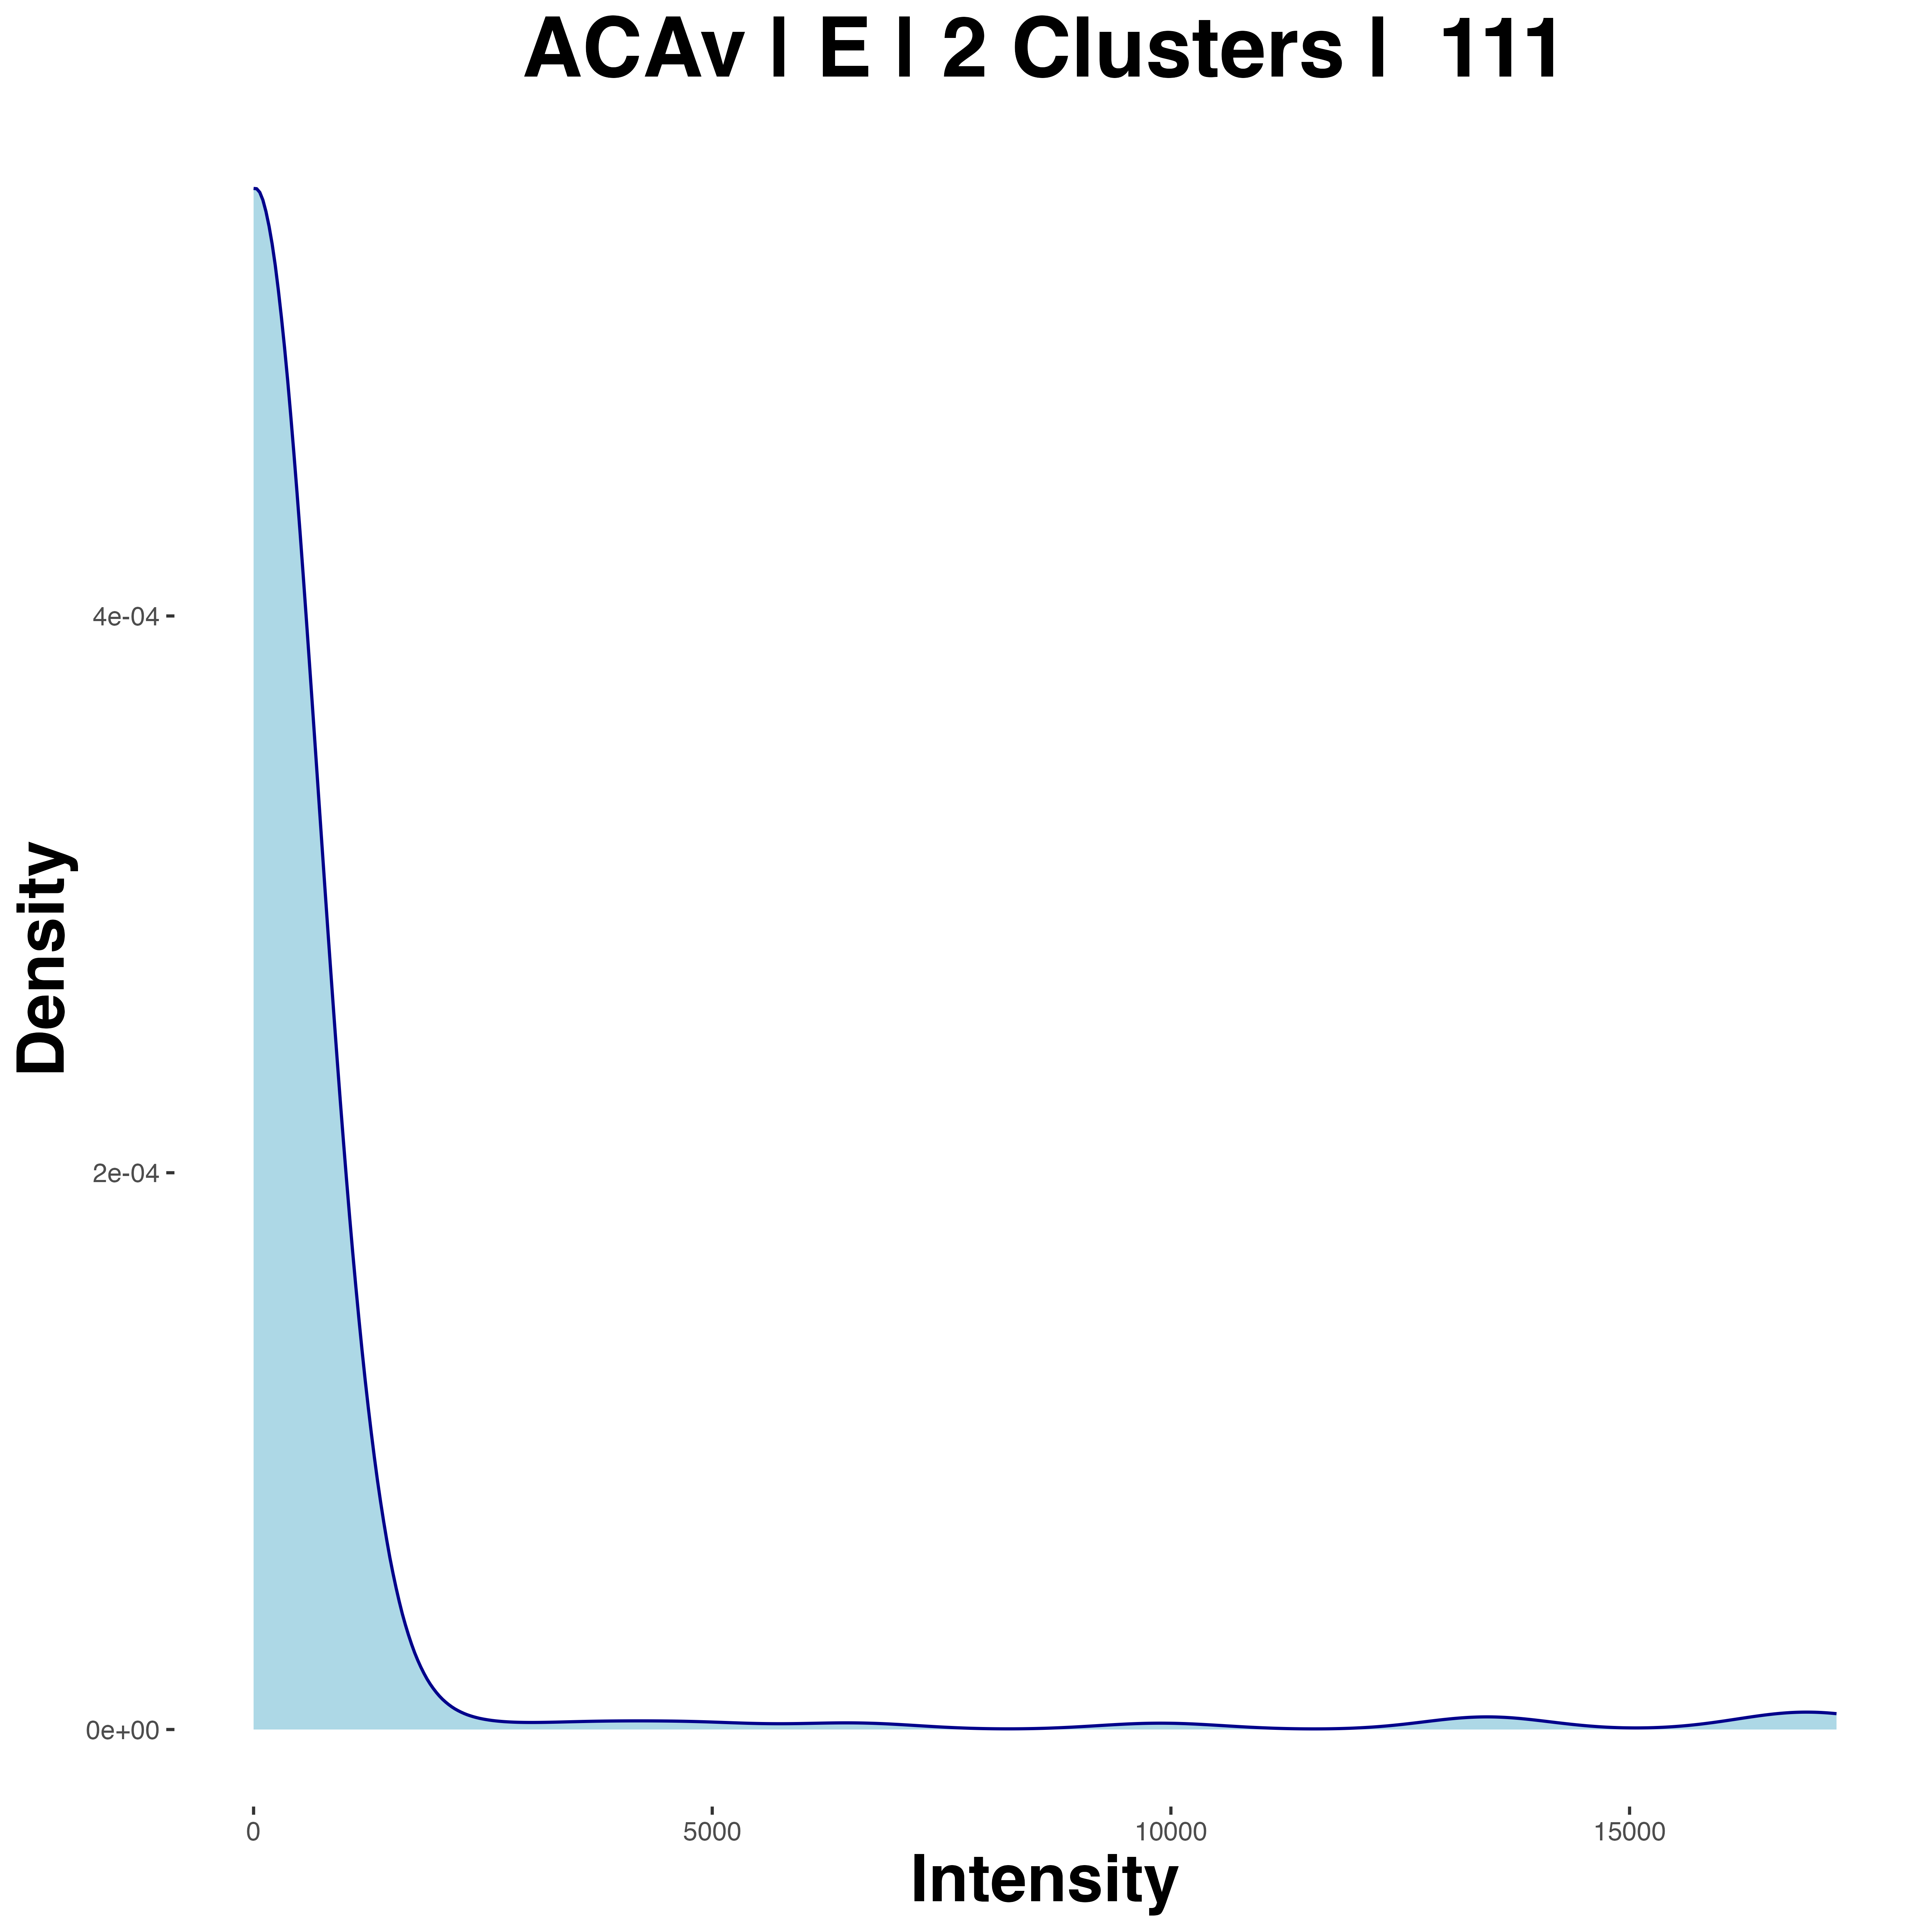 ACAv | E | 2 Clusters |  111
Density
4e-04
2e-04
0e+00
0
5000
10000
15000
Intensity